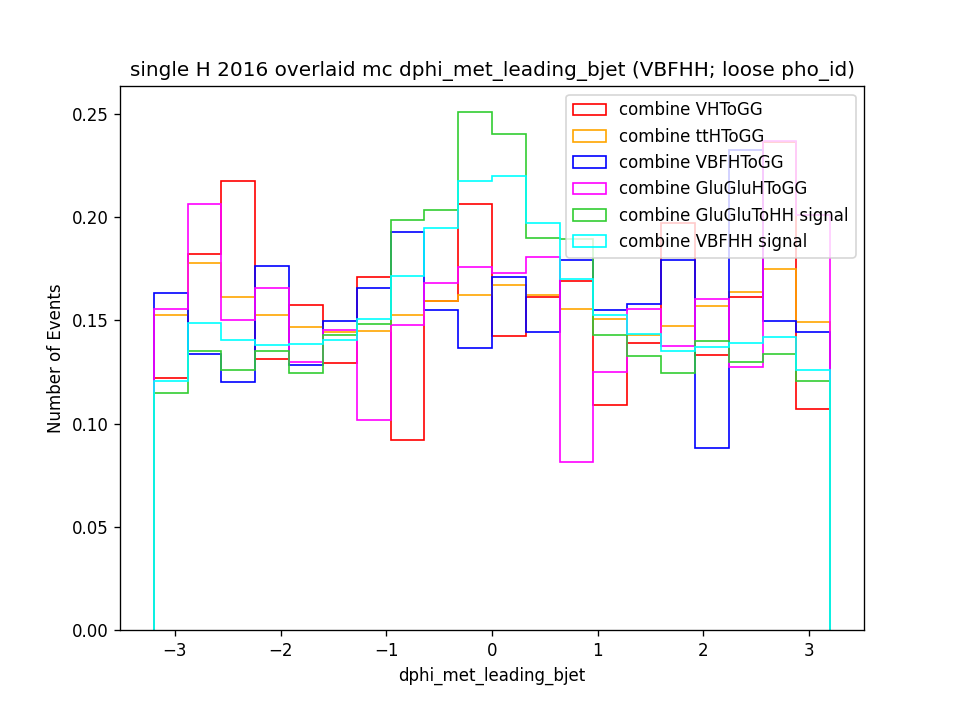 single H 2016 overlaid mc dphi_met_leading_bjet (VBFHH; loose pho_id)
combine VHToGG
combine ttHToGG
combine VBFHToGG
combine GluGluHToGG
combine GluGluToHH signal
combine VBFHH signal
Number of Events
0.25
0.20
0.15
0.10
0.05
0.00
−3
−2
−1
0
1
2
3
dphi_met_leading_bjet